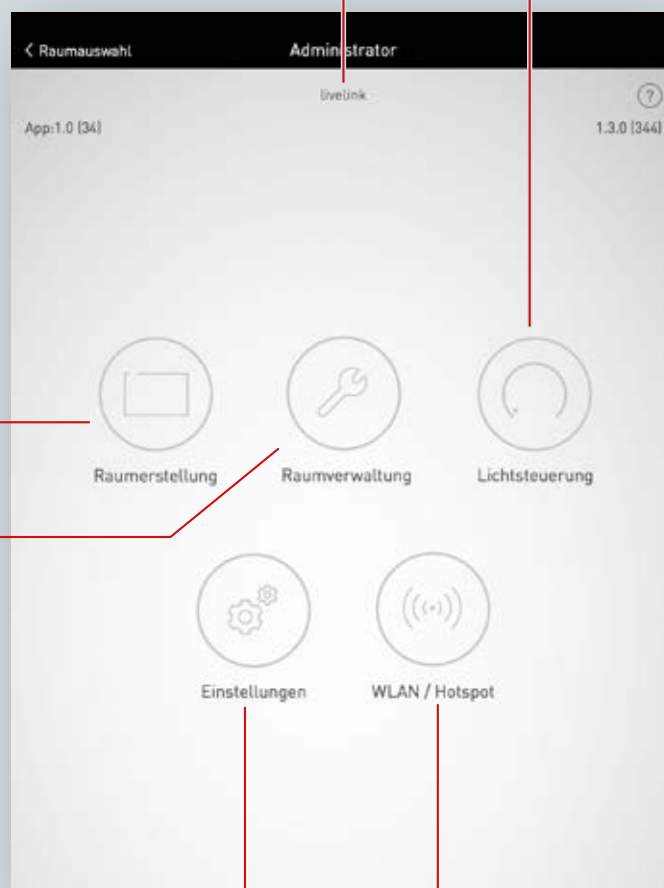 Raumauswahl
Administrator
livelink
?
App:1.0 (34)
1.3.0 (344)
Raumerstellung
Raumverwaltung
Lichtsteuerung
Einstellungen
WLAN / Hotspot